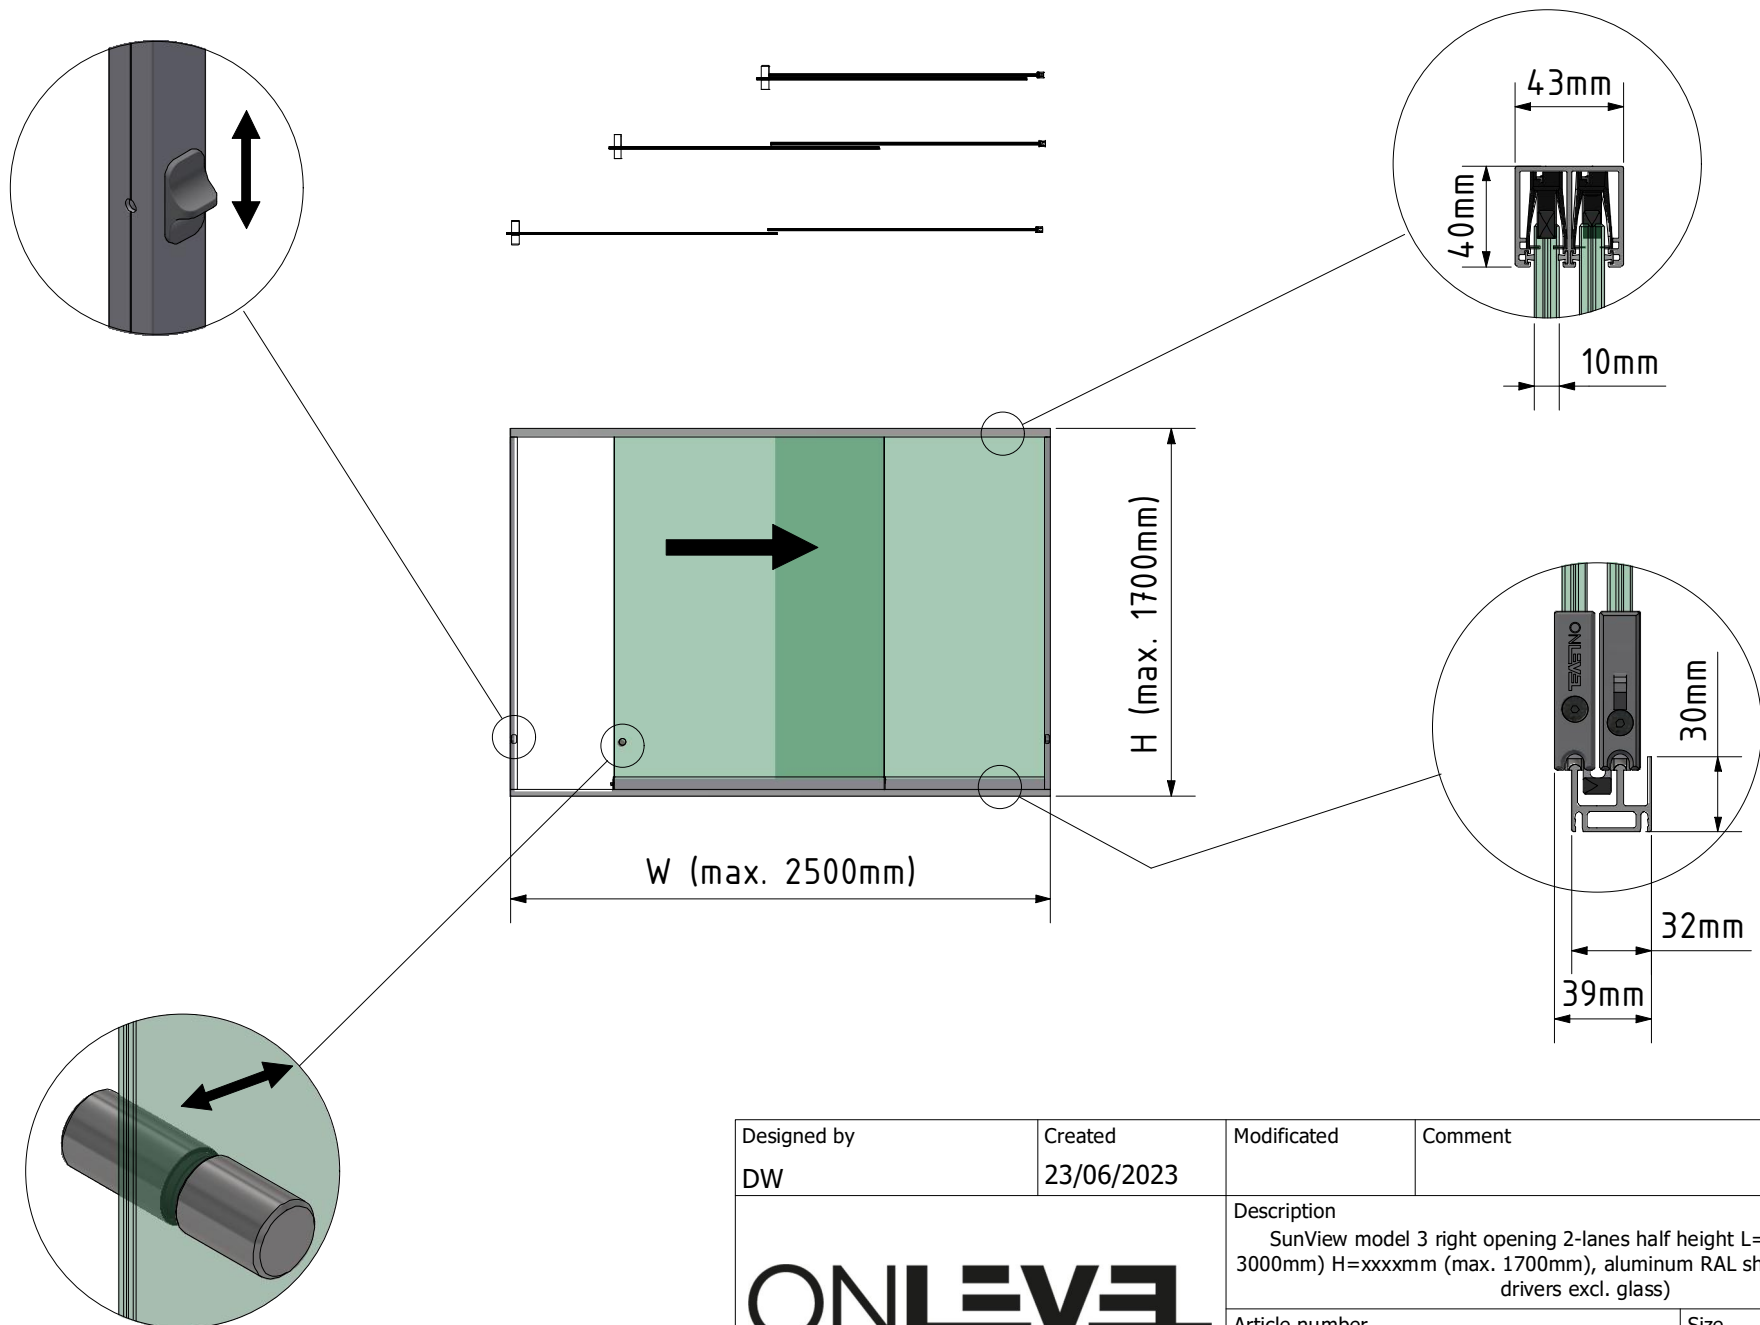 43mm
40mm
10mm
H (max. 1700mm)
W (max. 2500mm)
ONLEVEL
30mm
32mm
39mm
Designed by
DW
Created
23/06/2023
Modificated
Comment
Description
SunView model 3 right opening 2-lanes half height L=
3000mm) H=xxxxmm (max. 1700mm), aluminum RAL sh
drivers excl. glass)
ONLEVEL
Article number
Size